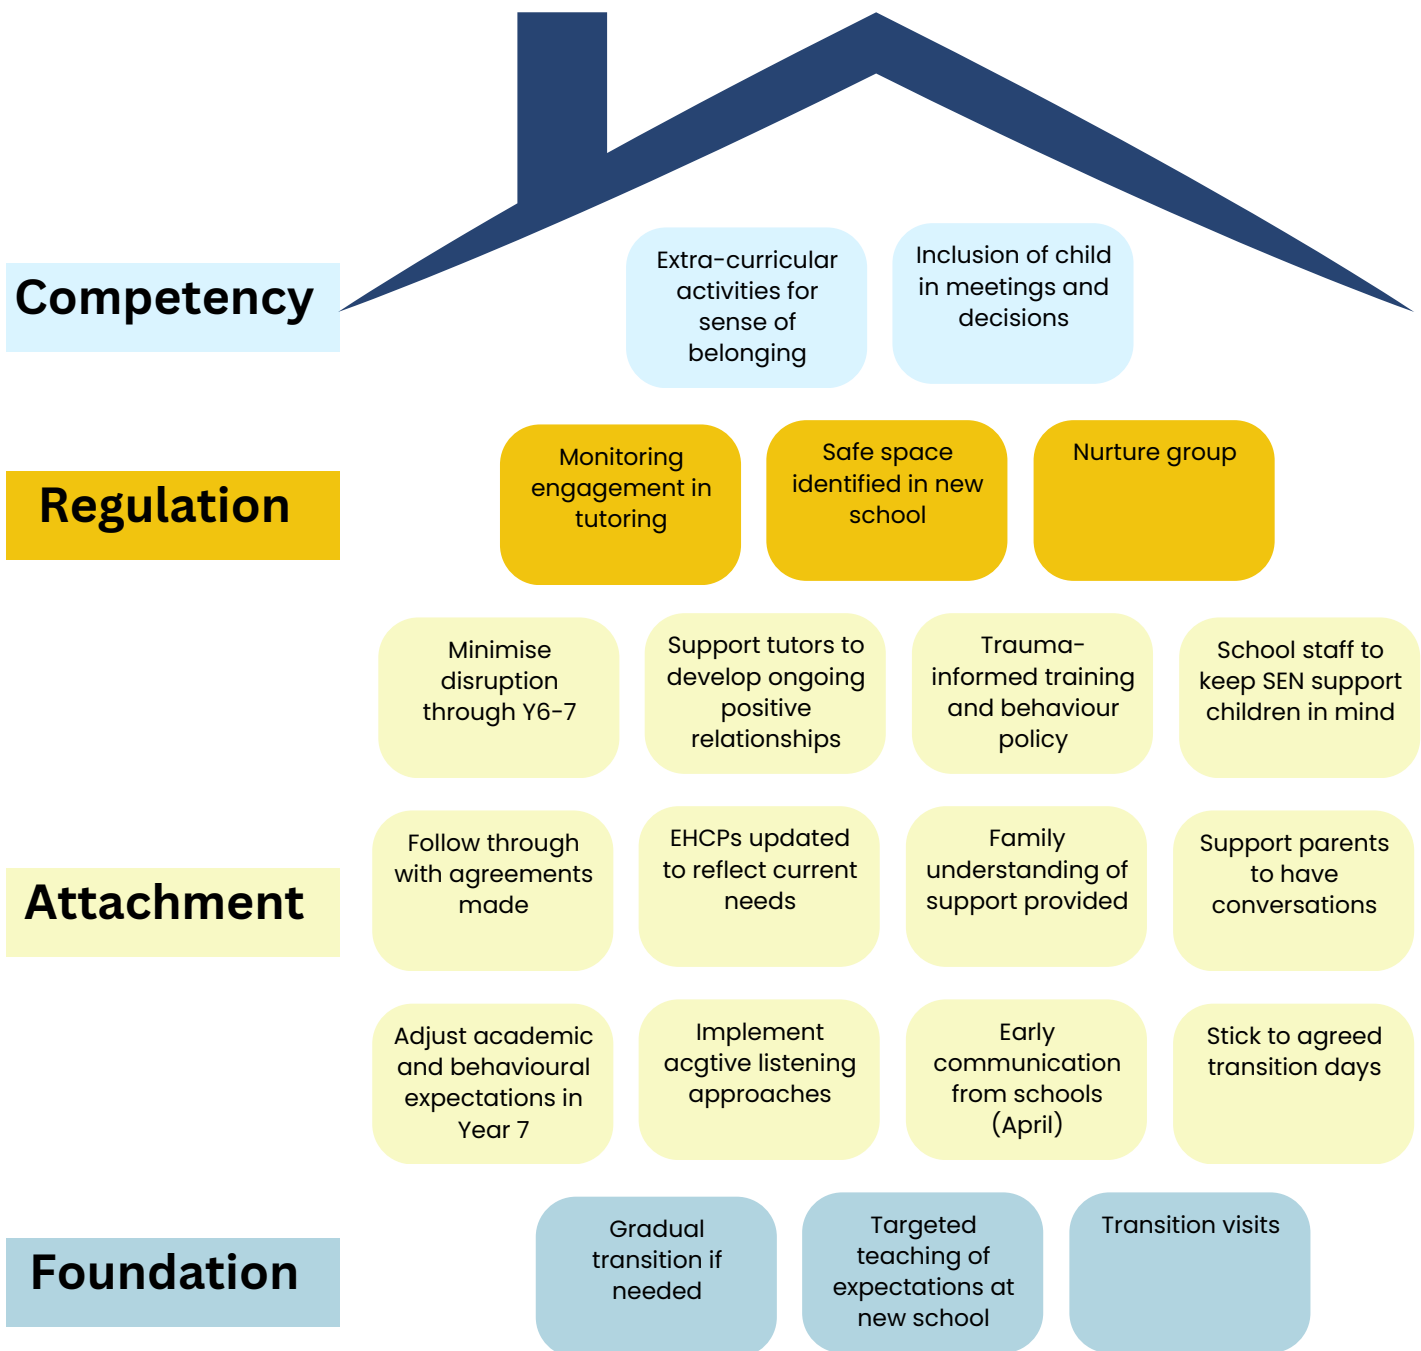 Competency
Extra-curricular
activities for
sense of
belonging
Inclusion of child
in meetings and
decisions
Regulation
Monitoring
engagement in
tutoring
Safe space
identified in new
school
Nurture group
Attachment
Minimise
disruption
through Y6-7
Support tutors to
develop ongoing
positive
relationships
Trauma-
informed training
and behaviour
policy
School staff to
keep SEN support
children in mind
Follow through
with agreements
made
EHCPs updated
to reflect current
needs
Family
understanding of
support provided
Support parents
to have
conversations
Adjust academic
and behavioural
expectations in
Year 7
Implement
acgtive listening
approaches
Early
communication
from schools
(April)
Stick to agreed
transition days
Foundation
Gradual
transition if
needed
Targeted
teaching of
expectations at
new school
Transition visits